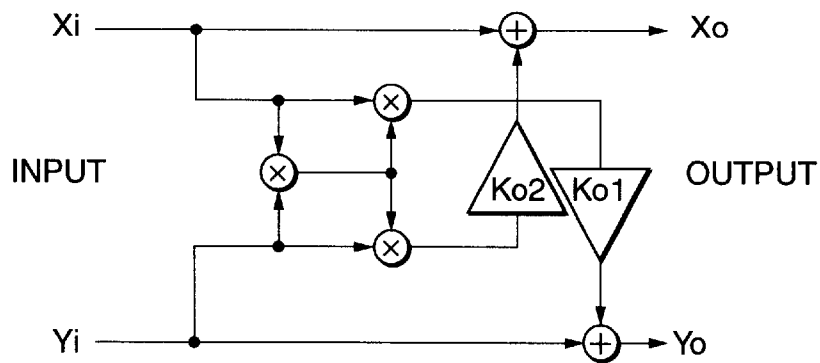 Xi
Xo
INPUT
Ko2
Ko1
OUTPUT
Yi
Yo